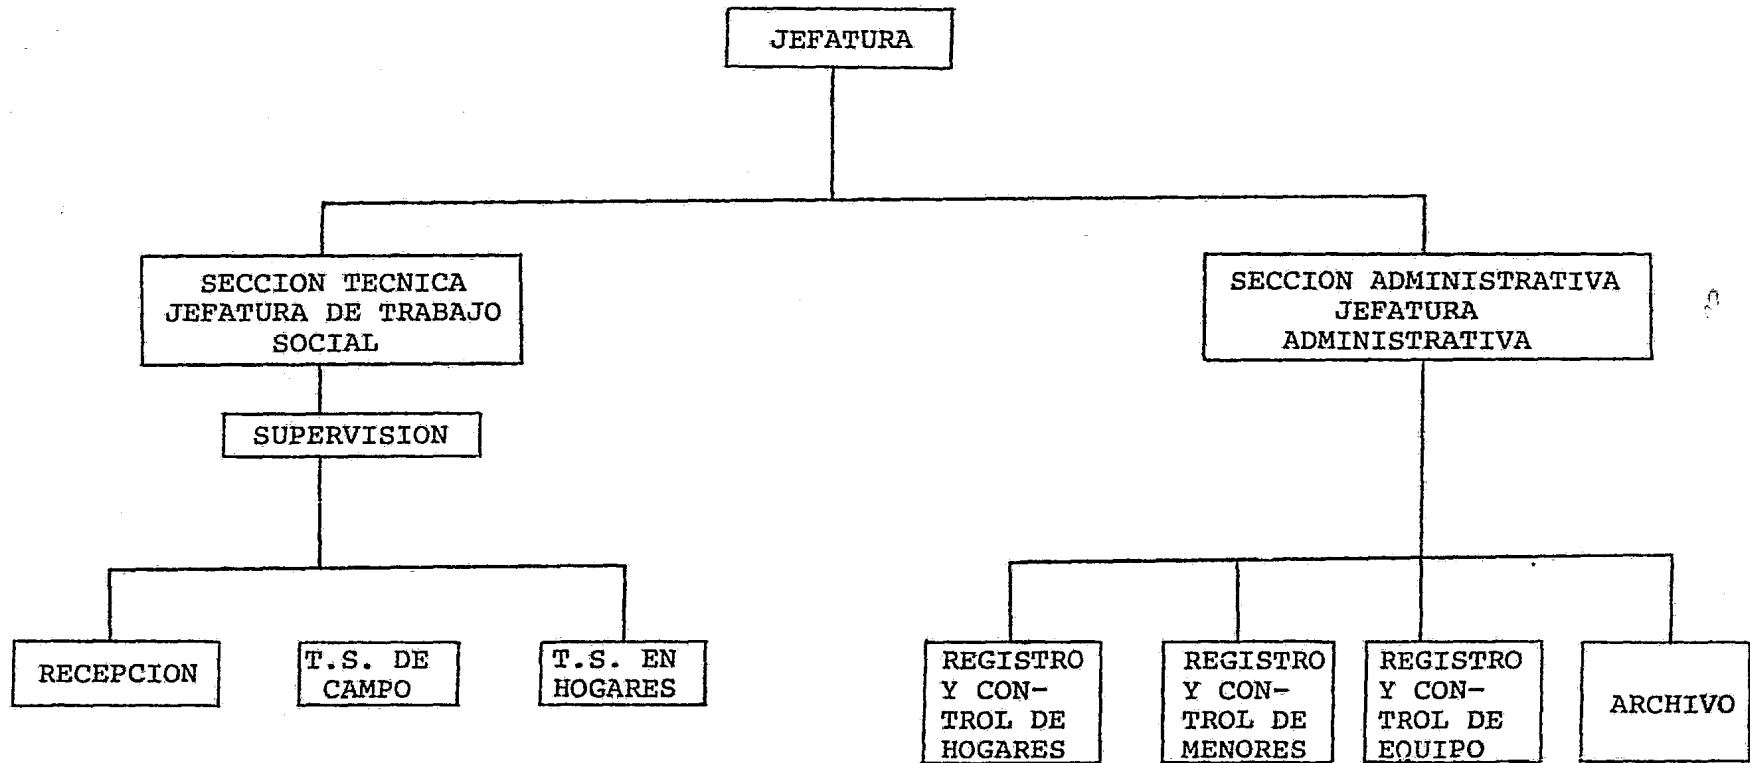 JEFATURA
SECCION TECNICA
JEFATURA DE TRABAJO
SOCIAL
SECCION ADMINISTRATIVA
JEFATURA
ADMINISTRATIVA
SUPERVISION
RECEPCION
T.S. DE
CAMPO
T.S. EN
HOGARES
REGISTRO
Y CON-
TROL DE
HOGARES
REGISTRO
Y CON-
TROL DE
MENORES
REGISTRO
Y CON-
TROL DE
EQUIPO
ARCHIVO